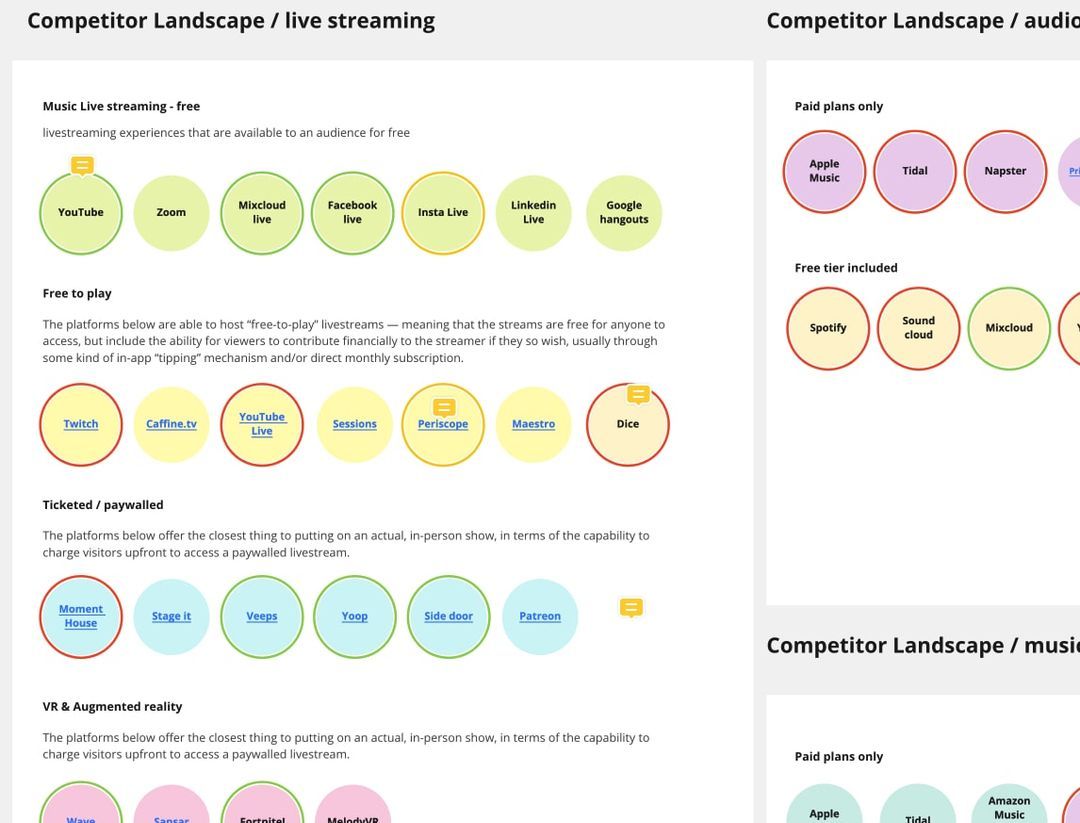 Competitor Landscape / live streaming
Music Live streaming - free
livestreaming experiences that are available to an audience for free
YouTube
Zoom
Mixcloud
live
Facebook
live
Insta Live
Linkedin
Live
Google
hangouts
Free to play
The platforms below are able to host “free-to-play” livestreams — meaning that the streams are free for anyone to
access, but include the ability for viewers to contribute financially to the streamer if they so wish, usually through
some kind of in-app “tipping” mechanism and/or direct monthly subscription.
Twitch
Caffine.tv
YouTube
Live
Sessions
Periscope
Maestro
Dice
Ticketed / paywalled
The platforms below offer the closest thing to putting on an actual, in-person show, in terms of the capability to
charge visitors upfront to access a paywalled livestream.
Moment
House
Stage it
Veeps
Yoop
Side door
Patreon
VR & Augmented reality
The platforms below offer the closest thing to putting on an actual, in-person show, in terms of the capability to
charge visitors upfront to access a paywalled livestream.
Wave
Sansar
Fortnite!
MelodyVR
Competitor Landscape / audio
Paid plans only
Apple
Music
Tidal
Napster
Free tier included
Spotify
Sound
cloud
Mixcloud
Competitor Landscape / music
Paid plans only
Apple
Tidal
Amazon
Music